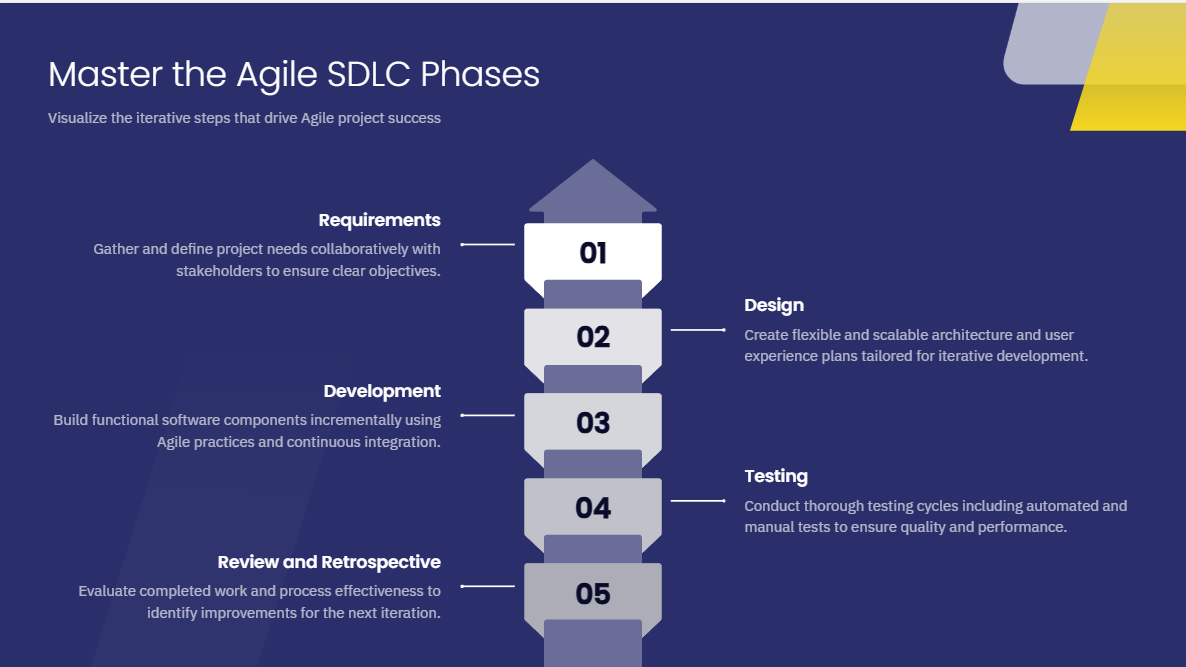 Master the Agile SDLC Phases
Visualize the iterative steps that drive Agile project success
01
Requirements
Gather and define project needs collaboratively with
stakeholders to ensure clear objectives.
02
Design
Create flexible and scalable architecture and user
experience plans tailored for iterative development.
03
Development
Build functional software components incrementally using
Agile practices and continuous integration.
04
Testing
Conduct thorough testing cycles including automated and
manual tests to ensure quality and performance.
05
Review and Retrospective
Evaluate completed work and process effectiveness to
identify improvements for the next iteration.